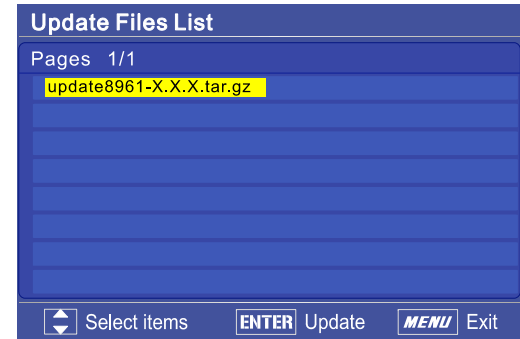 Update Files List
Pages 1/1
update8961-X.X.X.tar.gz
Select items ENTER Update MENU Exit